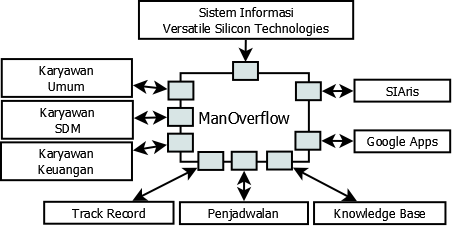 Sistem Informasi
Versatile Silicon Technologies
Karyawan
Umum
Karyawan
SDM
Karyawan
Keuangan
ManOverflow
SIAris
Google Apps
Track Record
Penjadwalan
Knowledge Base